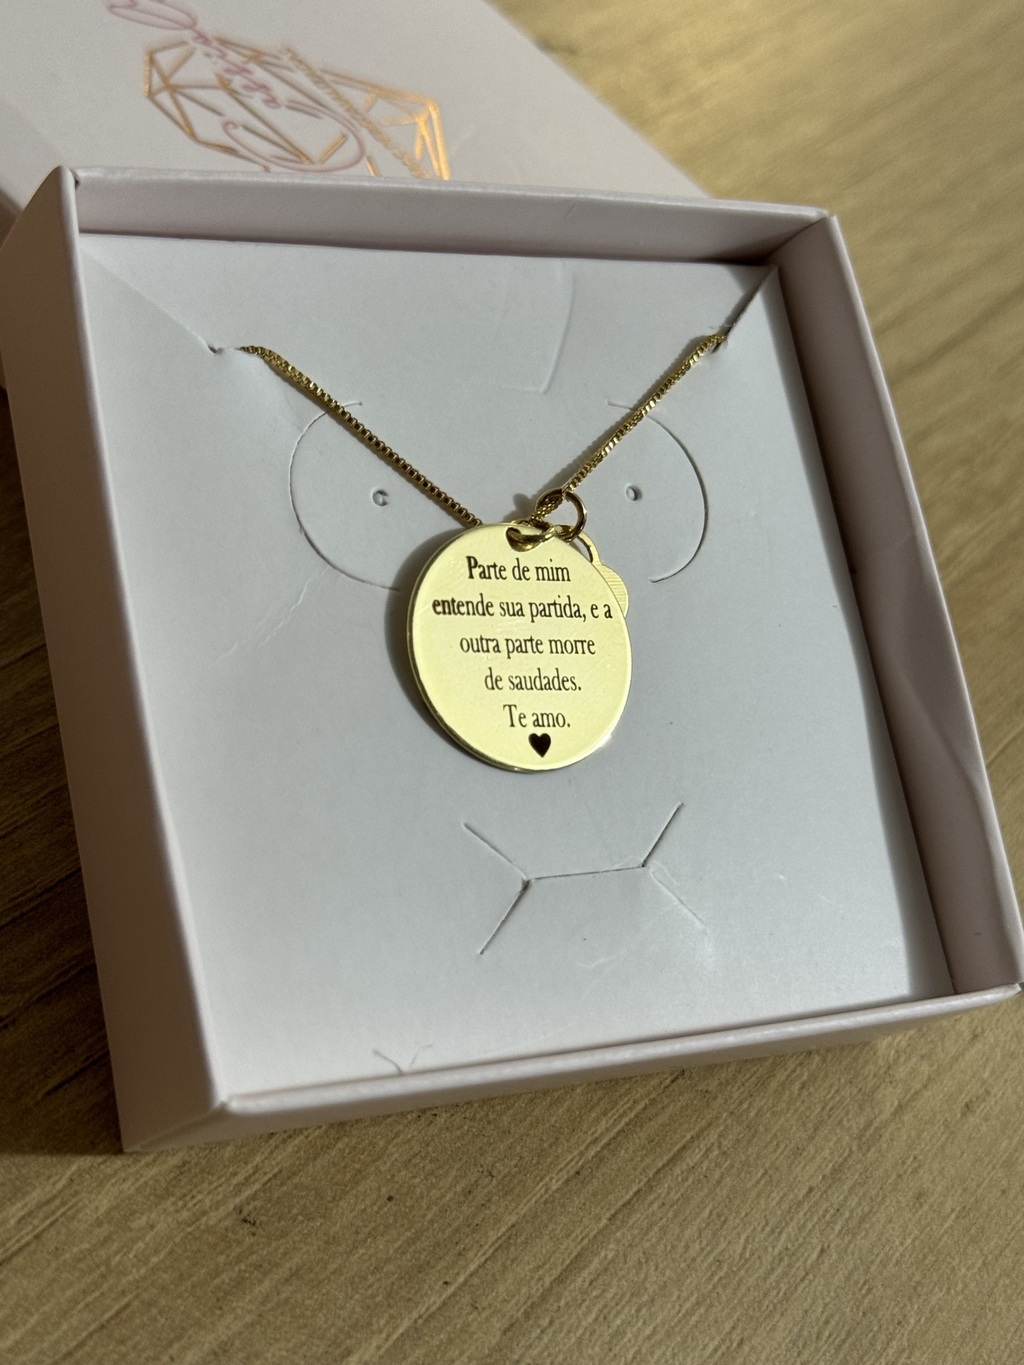 Parte de mim
entende sua partida, e a
outra parte morre
de saudades.
Te amo.